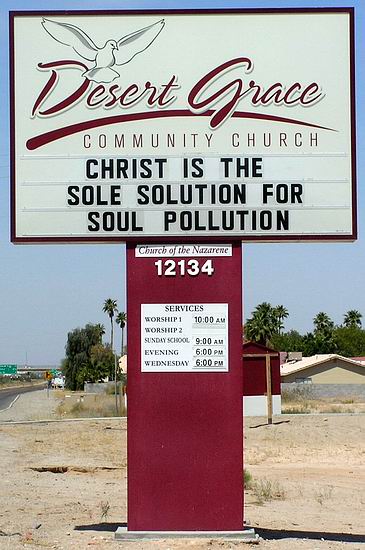 Desert Grace
COMMUNITY CHURCH
CHRIST IS THE
SOLE SOLUTION FOR
SOUL POLLUTION
Church of the Nazarene
12134
SERVICES
WORSHIP 1 10:00 AM
WORSHIP 2
SUNDAY SCHOOL 9:00 AM
EVENING 6:00 PM
WEDNESDAY 6:00 PM